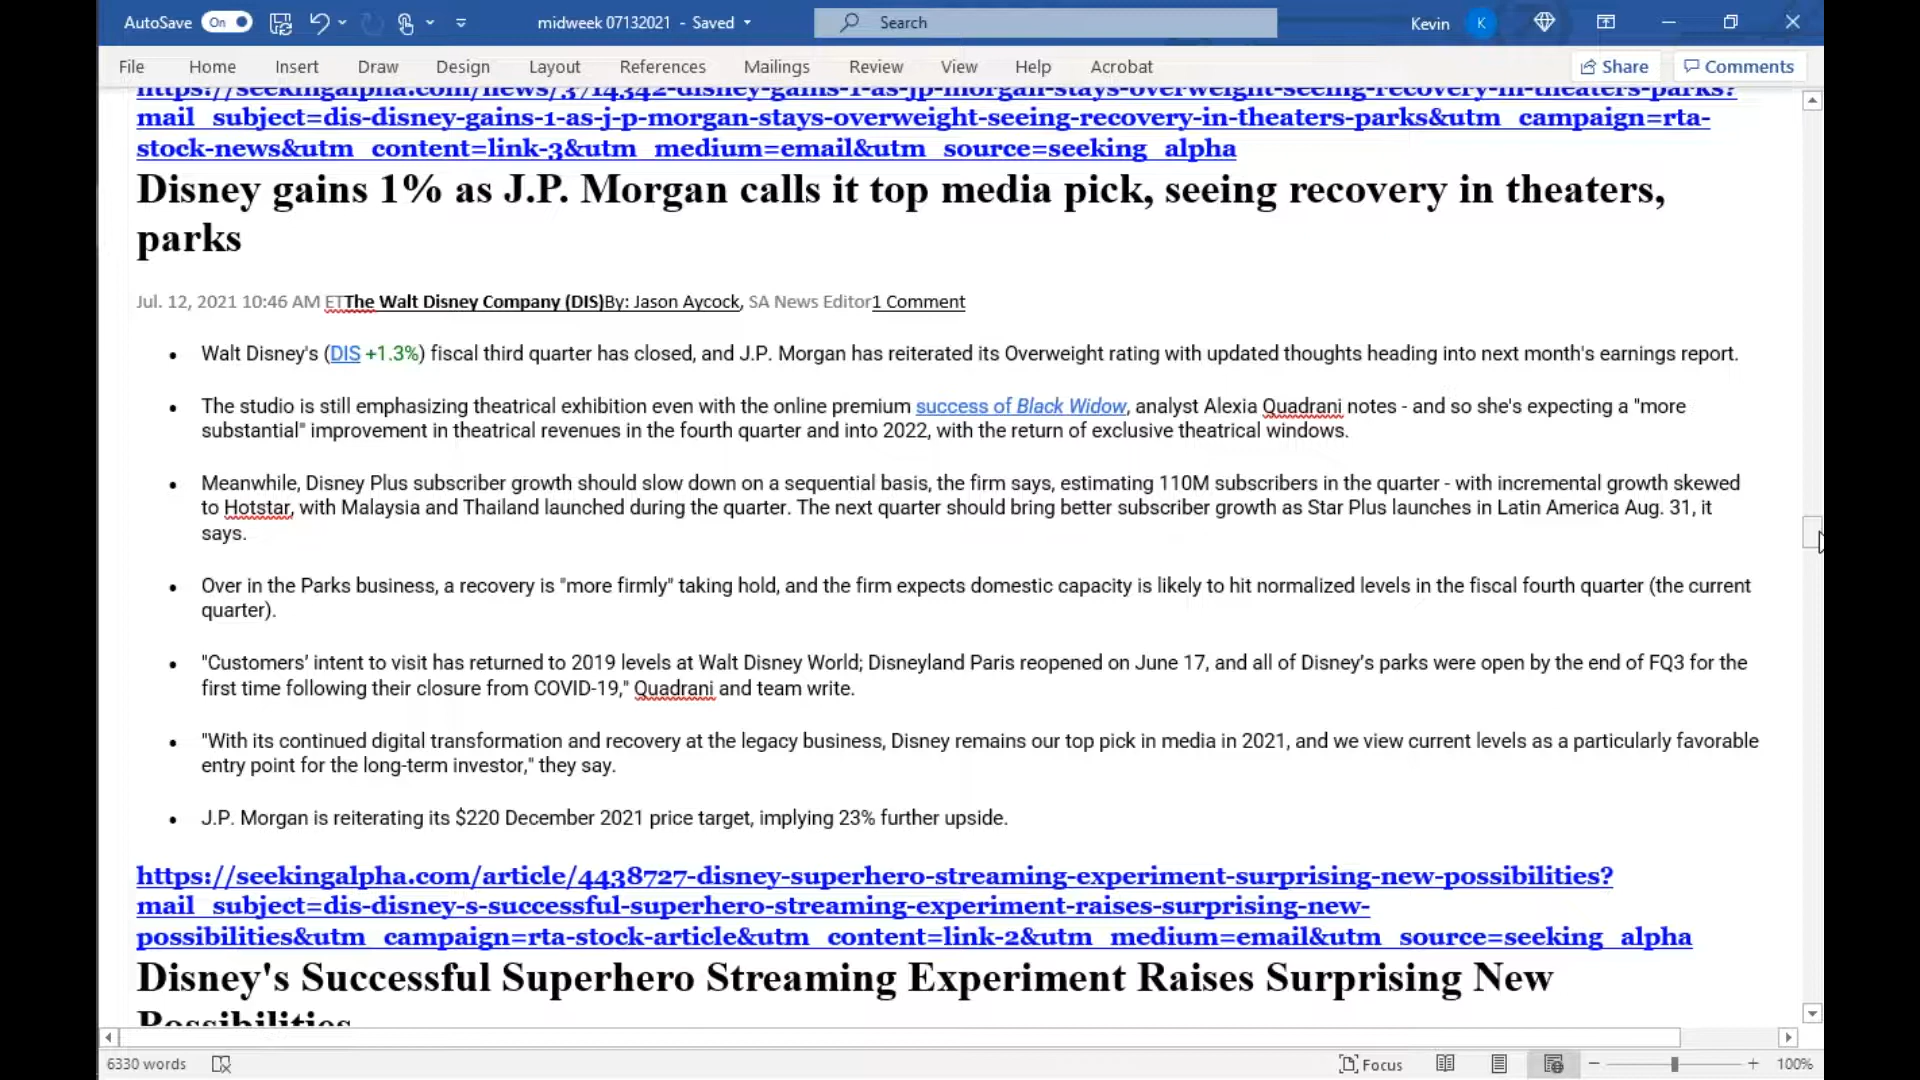 AutoSave On midweek 07132021 - Saved Search Kevin K
File Home Insert Draw Design Layout References Mailings Review View Help Acrobat Share Comments
https://seekingalpha.com/news/3714342-disney-gains-1-as-jp-morgan-stays-overweight-seeing-recovery-in-theaters-parks?
mail_subject=dis-disney-gains-1-as-j-p-morgan-stays-overweight-seeing-recovery-in-theaters-parks&utm_campaign=rta-
stock-news&utm_content=link-3&utm_medium=email&utm_source=seeking_alpha
Disney gains 1% as J.P. Morgan calls it top media pick, seeing recovery in theaters,
parks
Jul. 12, 2021 10:46 AM ETThe Walt Disney Company (DIS)By: Jason Aycock, SA News Editor1 Comment
• Walt Disney's (DIS +1.3%) fiscal third quarter has closed, and J.P. Morgan has reiterated its Overweight rating with updated thoughts heading into next month's earnings report.
• The studio is still emphasizing theatrical exhibition even with the online premium success of Black Widow, analyst Alexia Quadrani notes - and so she's expecting a "more
substantial" improvement in theatrical revenues in the fourth quarter and into 2022, with the return of exclusive theatrical windows.
• Meanwhile, Disney Plus subscriber growth should slow down on a sequential basis, the firm says, estimating 110M subscribers in the quarter - with incremental growth skewed
to Hotstar, with Malaysia and Thailand launched during the quarter. The next quarter should bring better subscriber growth as Star Plus launches in Latin America Aug. 31, it
says.
• Over in the Parks business, a recovery is "more firmly" taking hold, and the firm expects domestic capacity is likely to hit normalized levels in the fiscal fourth quarter (the current
quarter).
• "Customers’ intent to visit has returned to 2019 levels at Walt Disney World; Disneyland Paris reopened on June 17, and all of Disney’s parks were open by the end of FQ3 for the
first time following their closure from COVID-19," Quadrani and team write.
• "With its continued digital transformation and recovery at the legacy business, Disney remains our top pick in media in 2021, and we view current levels as a particularly favorable
entry point for the long-term investor," they say.
• J.P. Morgan is reiterating its $220 December 2021 price target, implying 23% further upside.
https://seekingalpha.com/article/4438727-disney-superhero-streaming-experiment-surprising-new-possibilities?
mail_subject=dis-disney-s-successful-superhero-streaming-experiment-raises-surprising-new-
possibilities&utm_campaign=rta-stock-article&utm_content=link-2&utm_medium=email&utm_source=seeking_alpha
Disney's Successful Superhero Streaming Experiment Raises Surprising New
Possibilities
6330 words Focus 100%